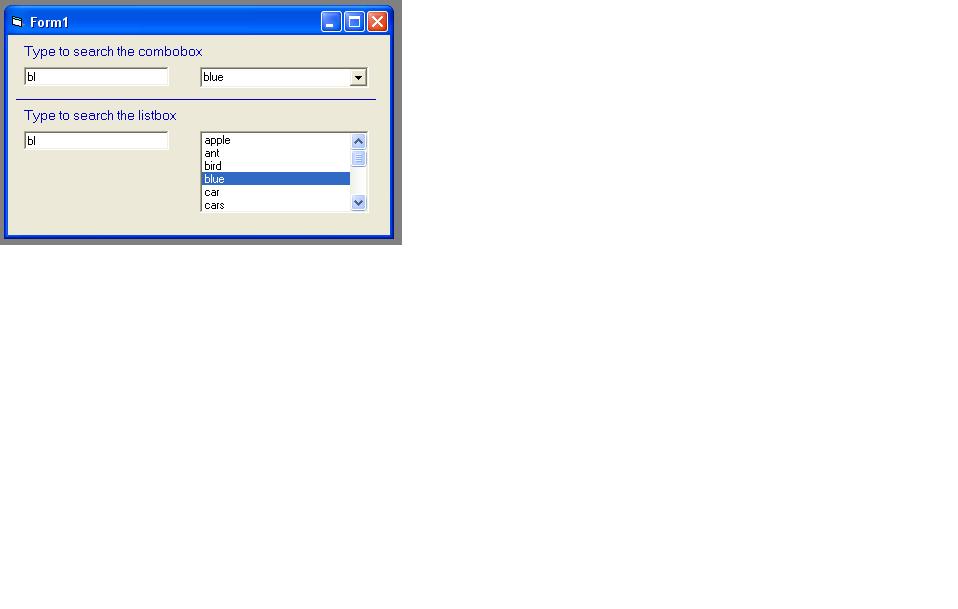 Form1
Type to search the combobox
bl blue
Type to search the listbox
bl
apple
ant
bird
blue
car
cars